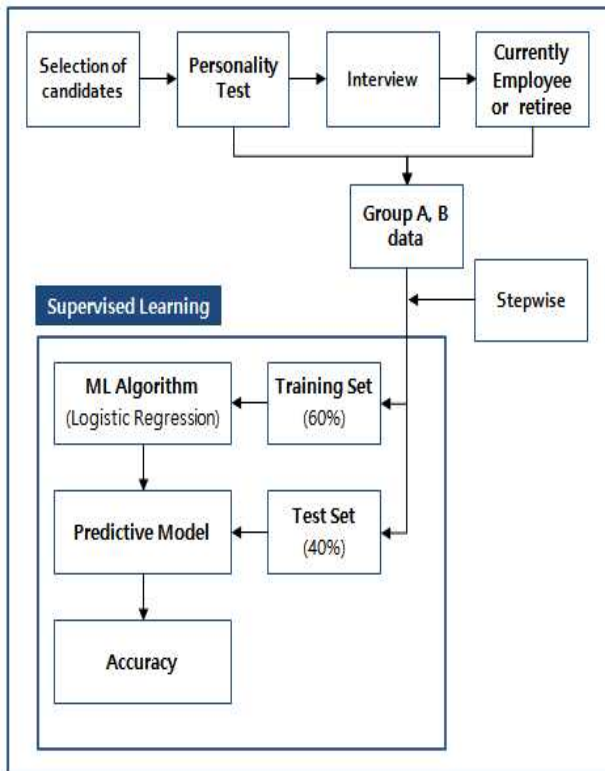 Selection of
candidates
Personality
Test
Interview
Currently
Employee
or retiree
Group A, B
data
Stepwise
Supervised Learning
ML Algorithm
(Logistic Regression)
Training Set
(60%)
Predictive Model
Test Set
(40%)
Accuracy